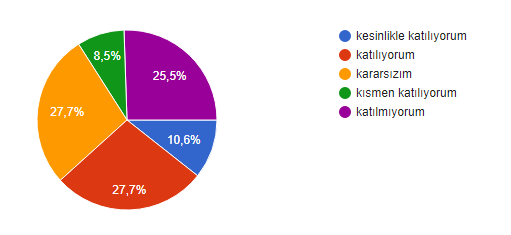 8,5%
25,5%
27,7%
10,6%
27,7%
kesinlikle katılıyorum
katılıyorum
kararsızım
kısmen katılıyorum
katılmıyorum